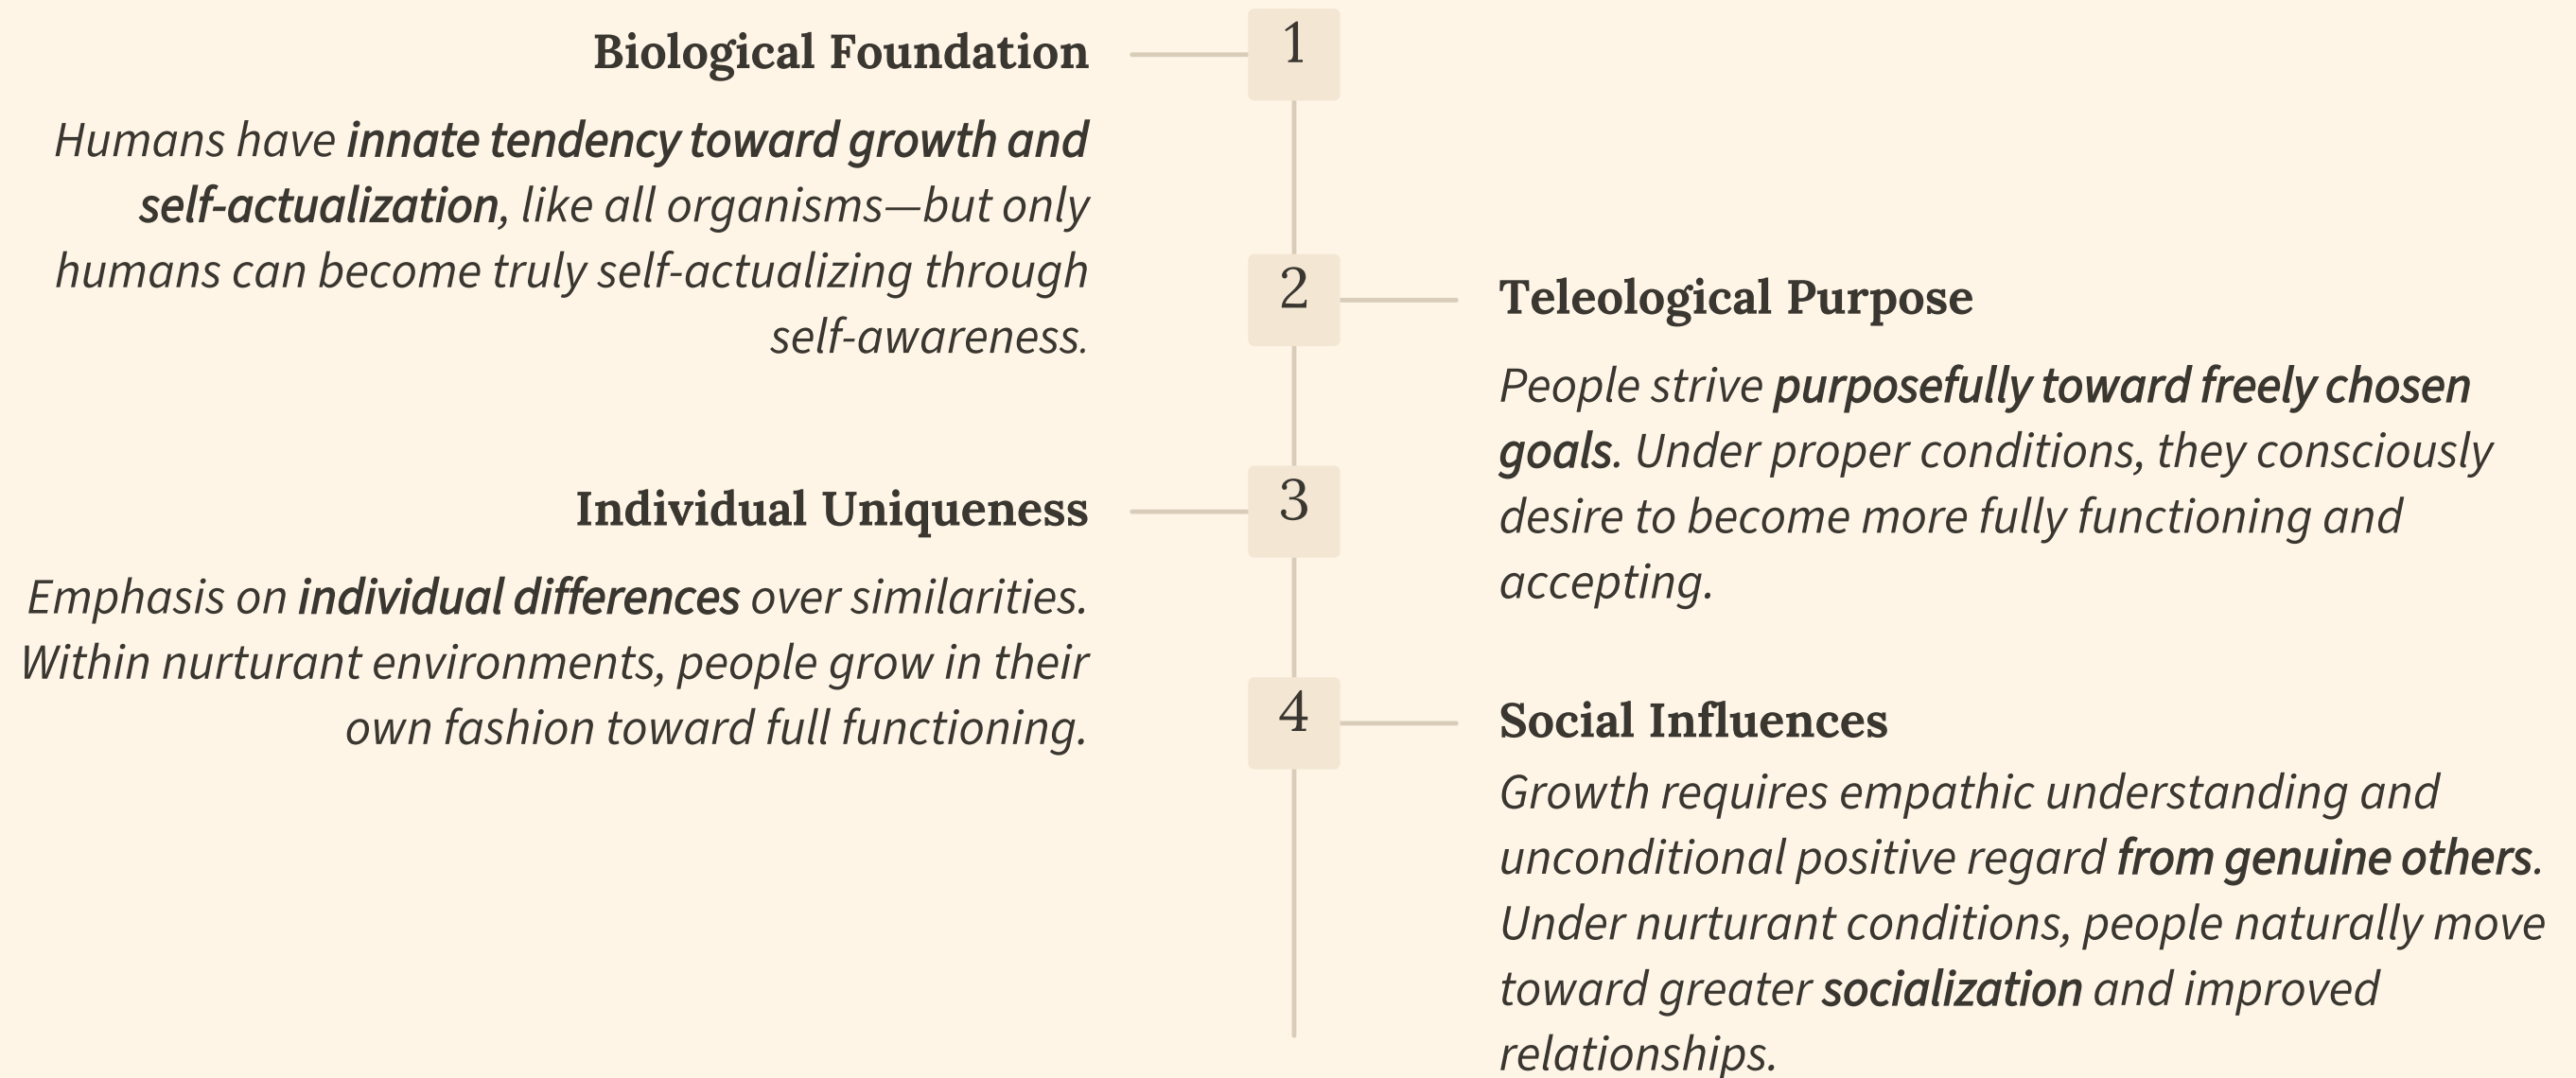 1
Biological Foundation
Humans have innate tendency toward growth and
self-actualization, like all organisms—but only
humans can become truly self-actualizing through
self-awareness.
2
Teleological Purpose
People strive purposefully toward freely chosen
goals. Under proper conditions, they consciously
desire to become more fully functioning and
accepting.
3
Individual Uniqueness
Emphasis on individual differences over similarities.
Within nurturant environments, people grow in their
own fashion toward full functioning.
4
Social Influences
Growth requires empathic understanding and
unconditional positive regard from genuine others.
Under nurturant conditions, people naturally move
toward greater socialization and improved
relationships.